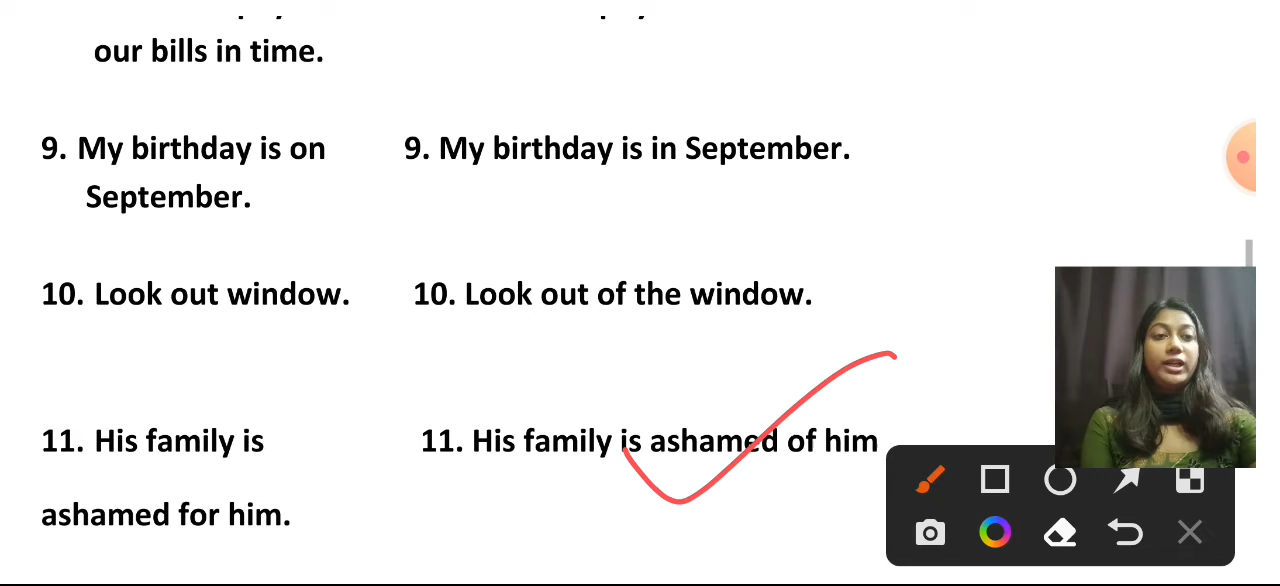 our bills in time.
9. My birthday is on
September.
9. My birthday is in September.
10. Look out window.
10. Look out of the window.
11. His family is
ashamed for him.
11. His family is ashamed of him